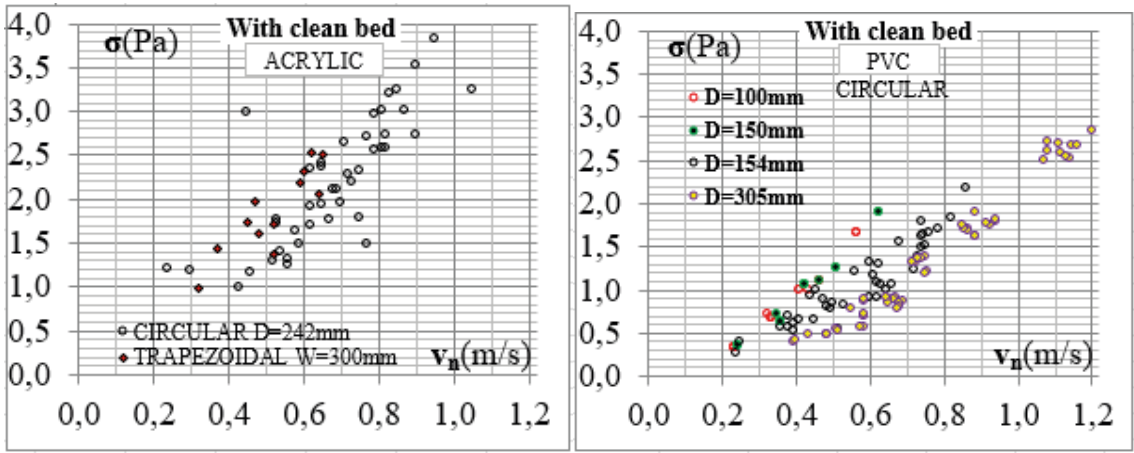 With clean bed
σ(Pa)
ACRYLIC
4,0
3,5
3,0
2,5
2,0
1,5
1,0
0,5
0,0
CIRCULAR D=242mm
TRAPEZOIDAL W=300mm
vn(m/s)
0,0 0,2 0,4 0,6 0,8 1,0 1,2
With clean bed
σ(Pa)
PVC
CIRCULAR
4,0
3,5
3,0
2,5
2,0
1,5
1,0
0,5
0,0
D=100mm
D=150mm
D=154mm
D=305mm
vn(m/s)
0,0 0,2 0,4 0,6 0,8 1,0 1,2